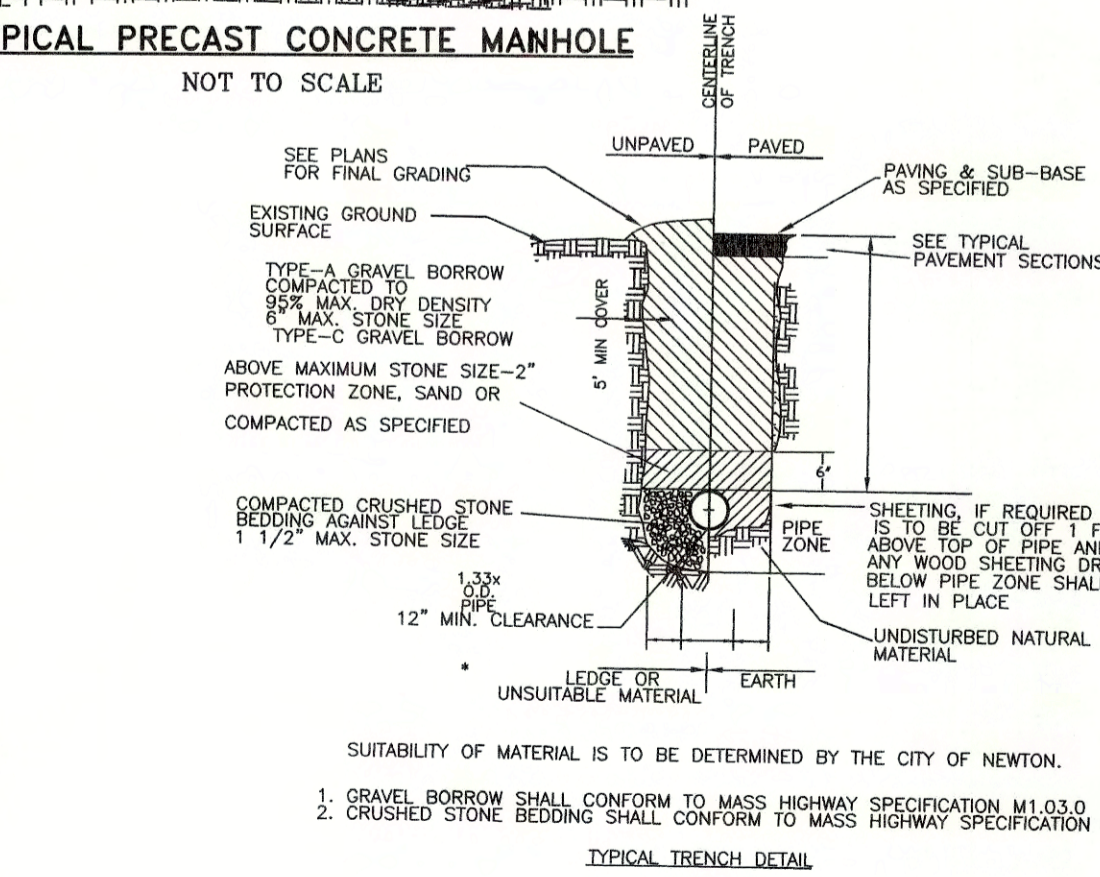 PICAL PRECAST CONCRETE MANHOLE
NOT TO SCALE
CENTERLINE
OF TRENCH
UNPAVED
PAVED
SEE PLANS
FOR FINAL GRADING
PAVING & SUB-BASE
AS SPECIFIED
EXISTING GROUND
SURFACE
SEE TYPICAL
PAVEMENT SECTIONS
TYPE-A GRAVEL BORROW
COMPACTED TO
95% MAX. DRY DENSITY
6" MAX. STONE SIZE
TYPE-C GRAVEL BORROW
5' MIN COVER
ABOVE MAXIMUM STONE SIZE-2"
PROTECTION ZONE, SAND OR
COMPACTED AS SPECIFIED
6"
COMPACTED CRUSHED STONE
BEDDING AGAINST LEDGE
1 1/2" MAX. STONE SIZE
PIPE
ZONE
SHEETING, IF REQUIRED
IS TO BE CUT OFF 1 F
ABOVE TOP OF PIPE AN
ANY WOOD SHEETING DR
BELOW PIPE ZONE SHAL
LEFT IN PLACE
1.33x
O.D.
PIPE
12" MIN. CLEARANCE
UNDISTURBED NATURAL
MATERIAL
*
LEDGE OR
UNSUITABLE MATERIAL
EARTH
SUITABILITY OF MATERIAL IS TO BE DETERMINED BY THE CITY OF NEWTON.
1. GRAVEL BORROW SHALL CONFORM TO MASS HIGHWAY SPECIFICATION M1.03.0
2. CRUSHED STONE BEDDING SHALL CONFORM TO MASS HIGHWAY SPECIFICATION
TYPICAL TRENCH DETAIL